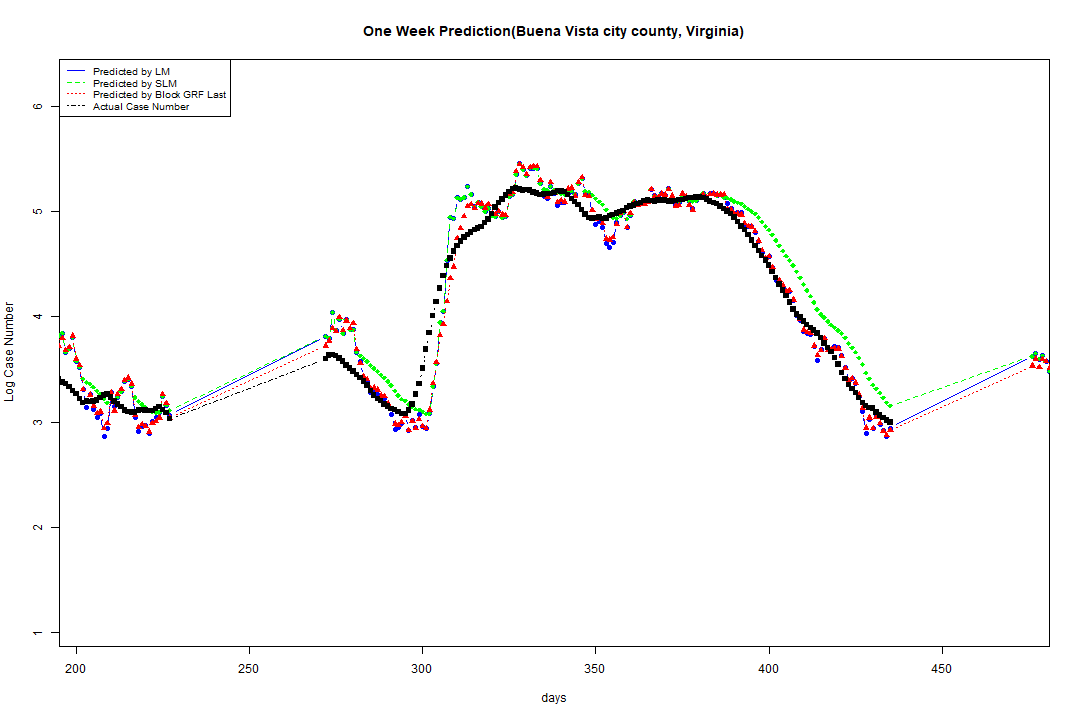 One Week Prediction(Buena Vista city county, Virginia)
Predicted by LM
Predicted by SLM
Predicted by Block GRF Last
Actual Case Number
6
5
4
3
2
1
Log Case Number
200 250 300 350 400 450
days